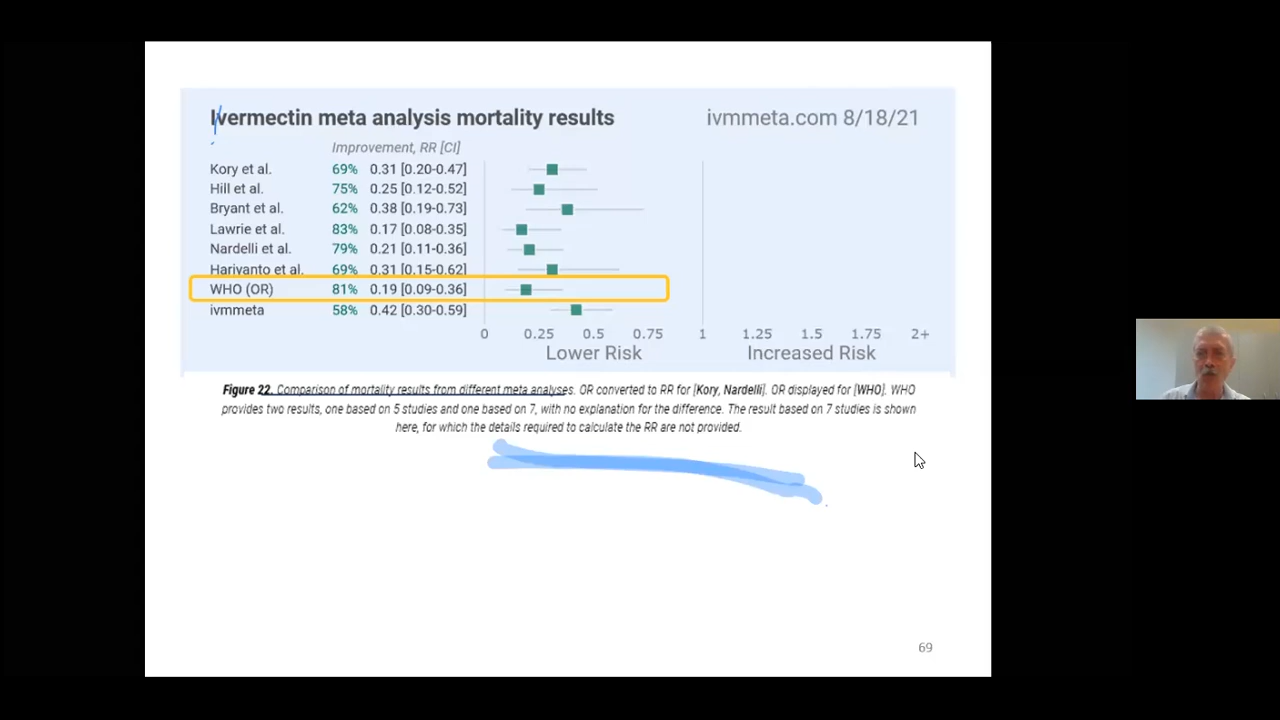 Ivermectin meta analysis mortality results ivmmeta.com 8/18/21
Improvement, RR [CI]
Kory et al. 69% 0.31 [0.20-0.47]
Hill et al. 75% 0.25 [0.12-0.52]
Bryant et al. 62% 0.38 [0.19-0.73]
Lawrie et al. 83% 0.17 [0.08-0.35]
Nardelli et al. 79% 0.21 [0.11-0.36]
Hariyanto et al. 69% 0.31 [0.15-0.62]
WHO (OR) 81% 0.19 [0.09-0.36]
ivmmeta 58% 0.42 [0.30-0.59]
0 0.25 0.5 0.75 1 1.25 1.5 1.75 2+
Lower Risk Increased Risk
Figure 22. Comparison of mortality results from different meta analyses. OR converted to RR for [Kory, Nardelli]. OR displayed for [WHO]. WHO
provides two results, one based on 5 studies and one based on 7, with no explanation for the difference. The result based on 7 studies is shown
here, for which the details required to calculate the RR are not provided.
69